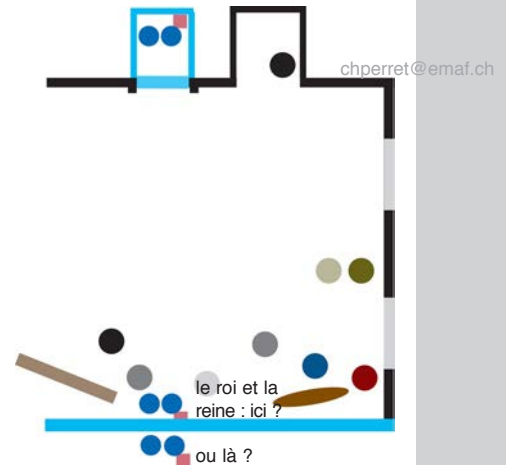 chperret@emaf.ch
le roi et la
reine : ici ?
ou là ?